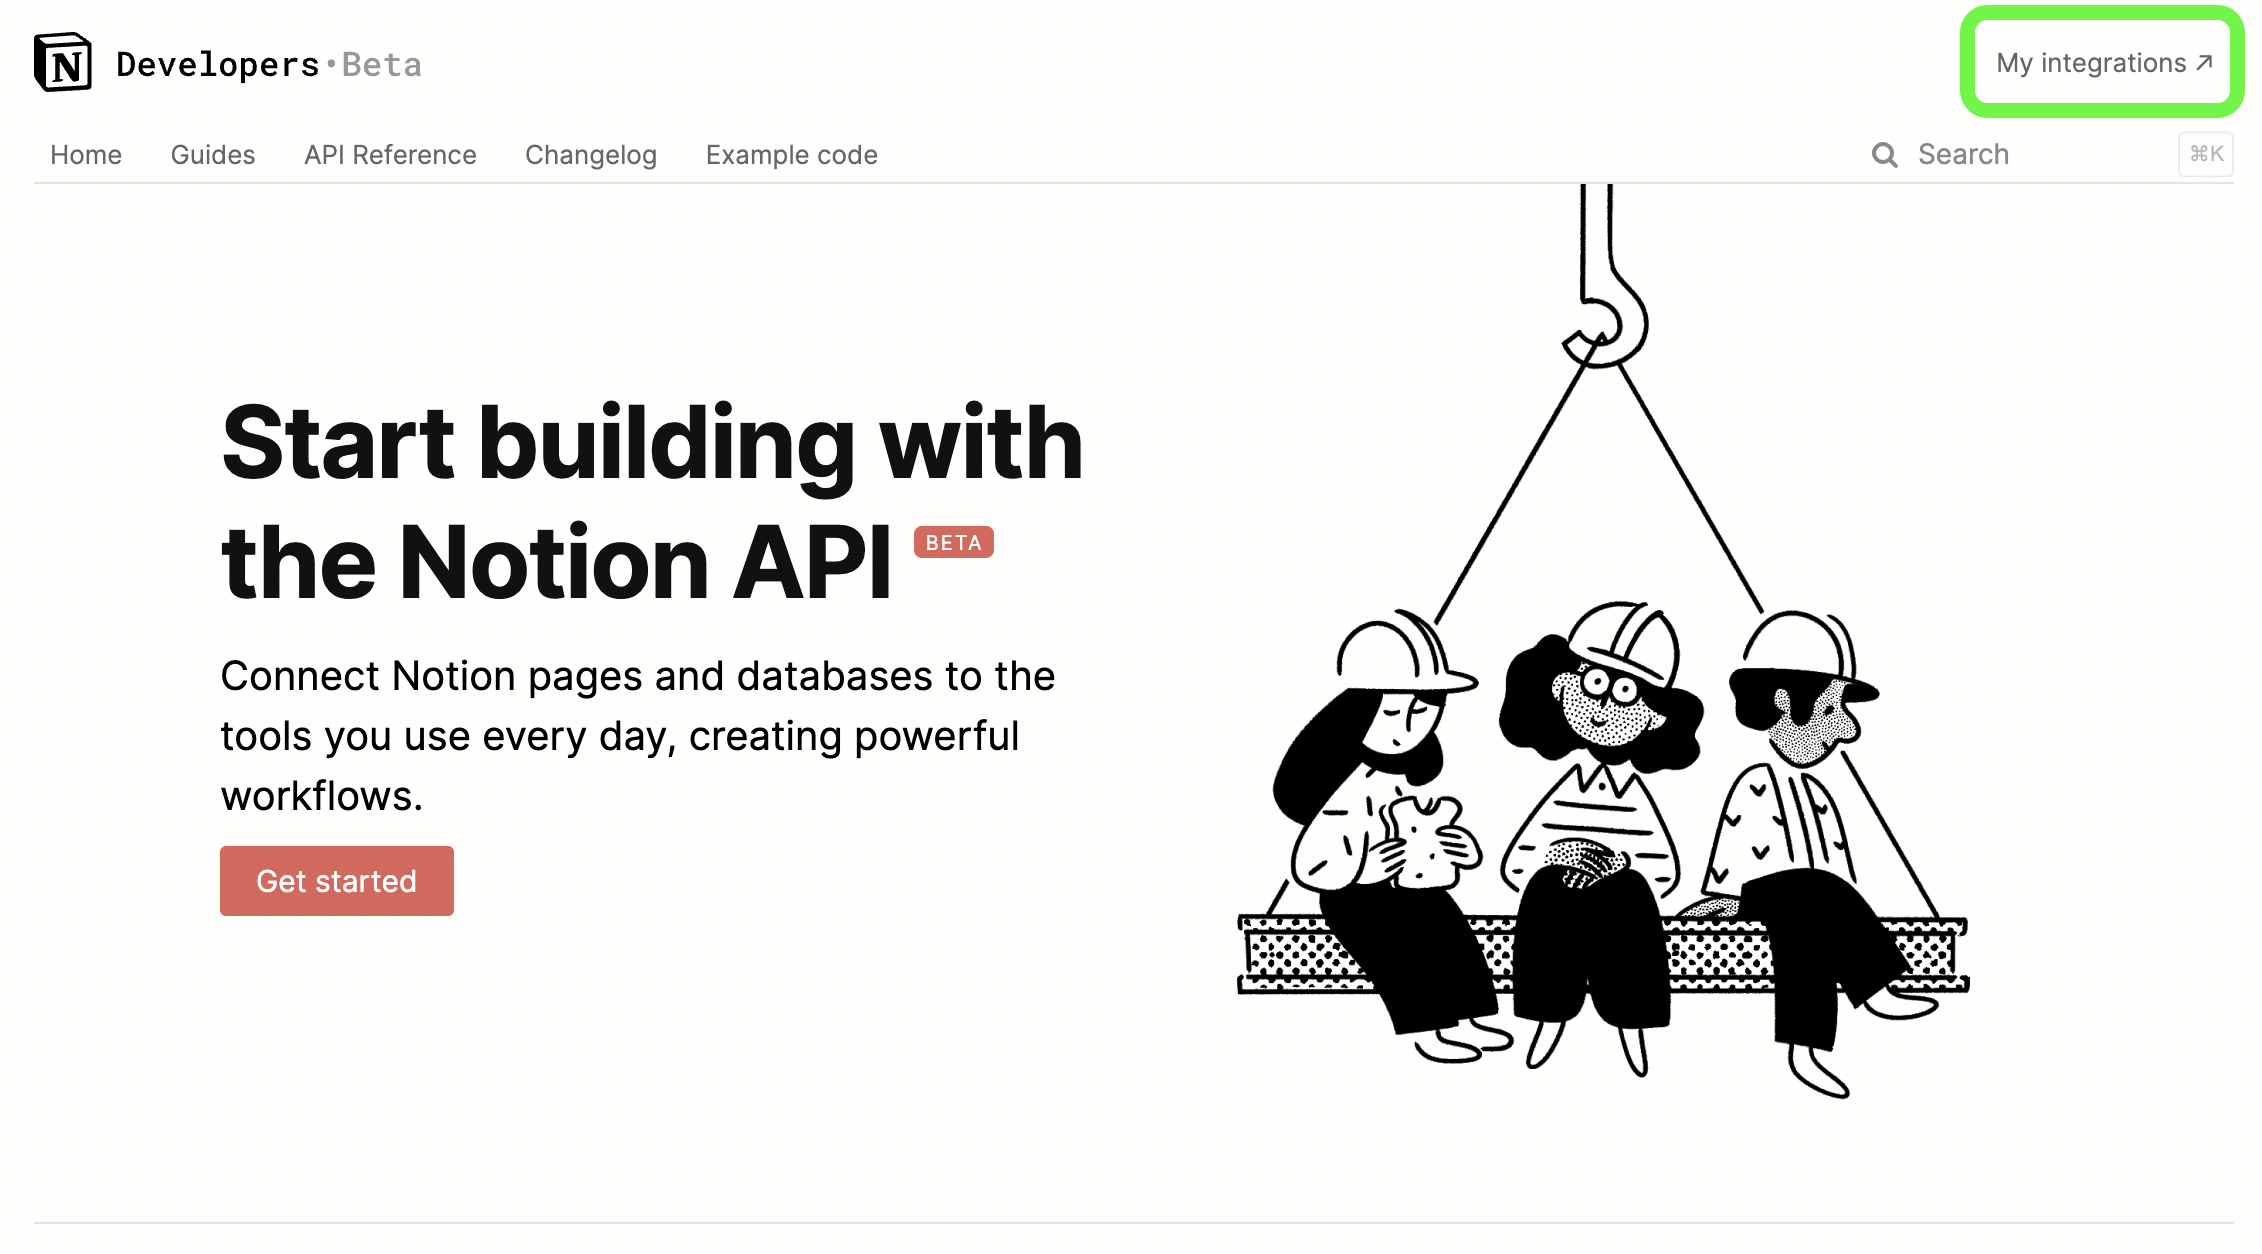 N Developers•Beta
My integrations ↗
Home Guides API Reference Changelog Example code
Search ⌘K
Start building with
the Notion API BETA
Connect Notion pages and databases to the
tools you use every day, creating powerful
workflows.
Get started